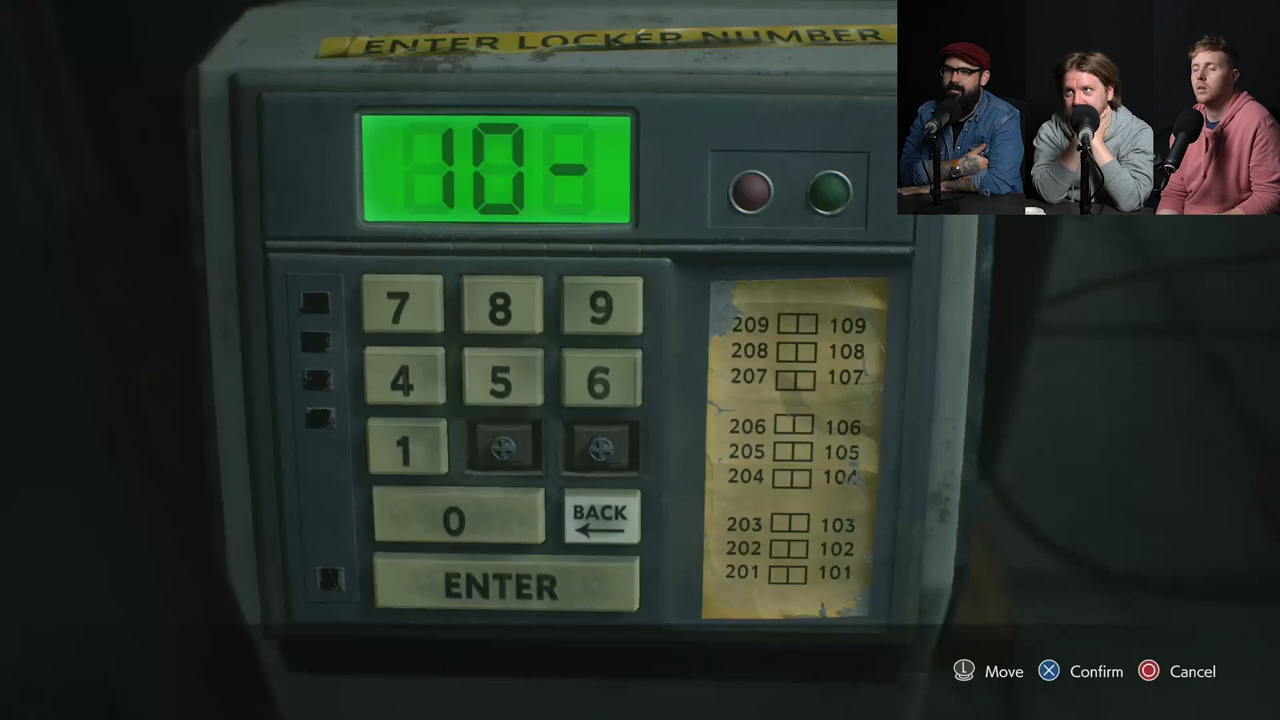 ENTER LOCKER NUMBER
10-
7 8 9
4 5 6
1
0 BACK
ENTER
209 109
208 108
207 107
206 106
205 105
204 104
203 103
202 102
201 101
L Move Confirm Cancel